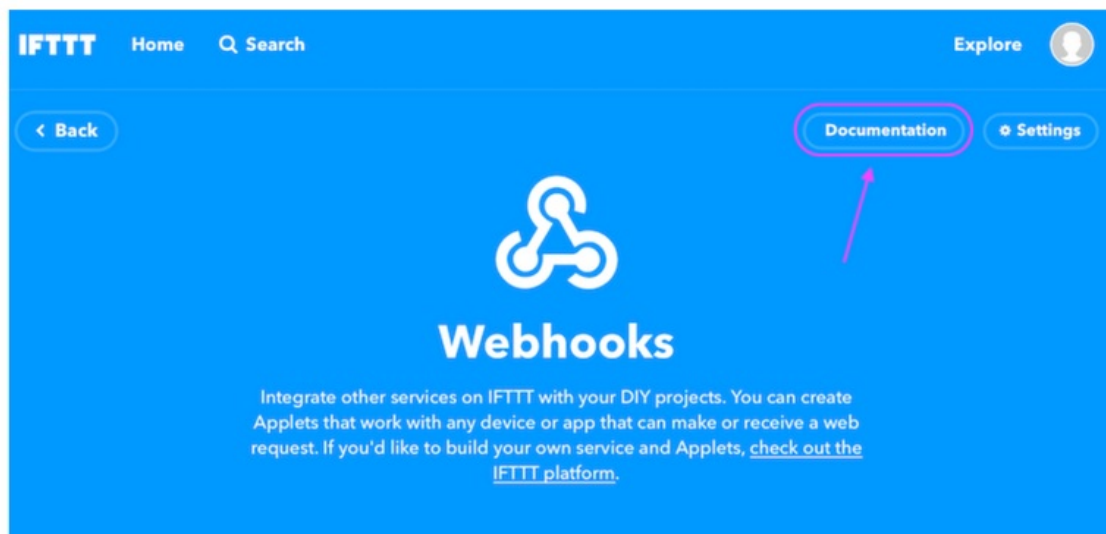 IFTTT Home Search Explore
Back Documentation Settings
Webhooks
Integrate other services on IFTTT with your DIY projects. You can create
Applets that work with any device or app that can make or receive a web
request. If you'd like to build your own service and Applets, check out the
IFTTT platform.